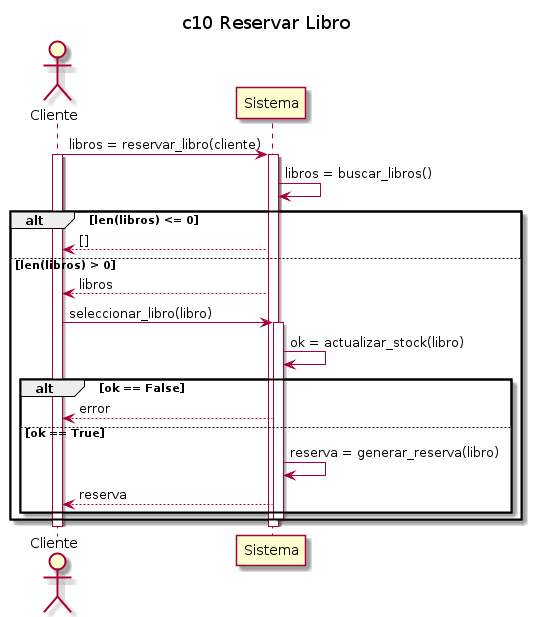 c10 Reservar Libro
Cliente
Sistema
libros = reservar_libro(cliente)
libros = buscar_libros()
alt [len(libros) <= 0]
[]
[len(libros) > 0]
libros
seleccionar_libro(libro)
ok = actualizar_stock(libro)
alt [ok == False]
error
[ok == True]
reserva = generar_reserva(libro)
reserva
Cliente
Sistema